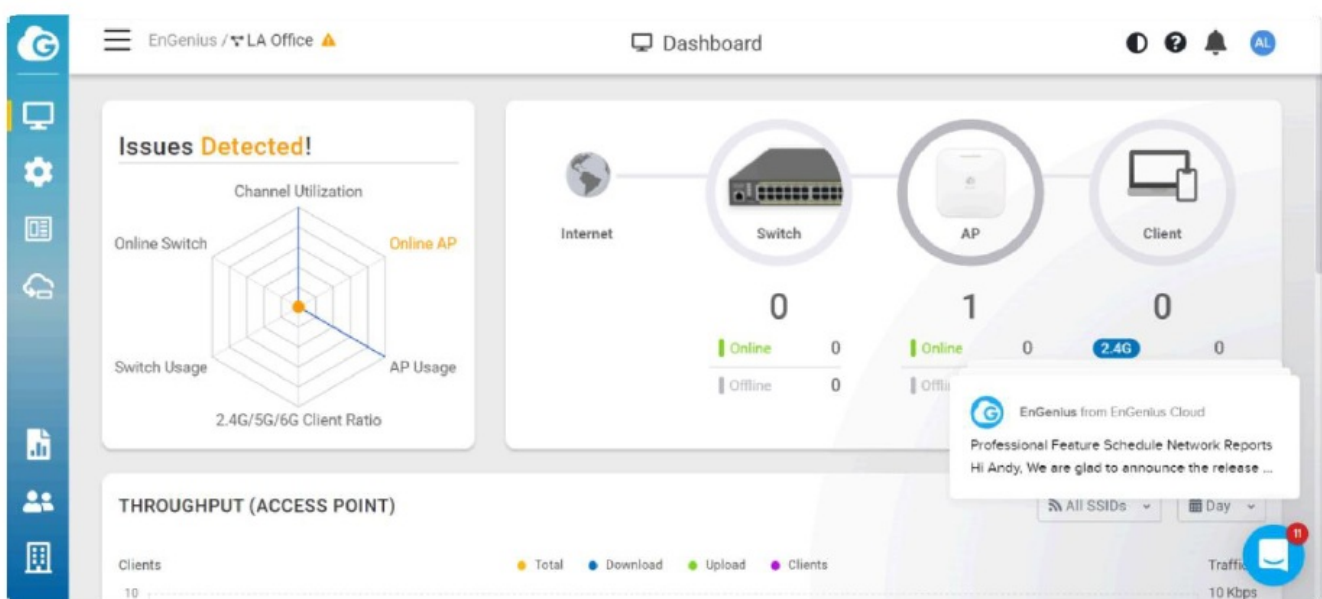 EnGenius / LA Office
Dashboard
AL
Issues Detected!
Channel Utilization
Online Switch
Online AP
Switch Usage
AP Usage
2.4G/5G/6G Client Ratio
Internet
Switch
AP
Client
0
1
0
Online 0
Online 0
2.4G 0
Offline 0
EnGenius from EnGenius Cloud
Professional Feature Schedule Network Reports
Hi Andy, We are glad to announce the release ...
THROUGHPUT (ACCESS POINT)
All SSIDs
Day
11
Clients
Total
Download
Upload
Clients
10
10 Kbps